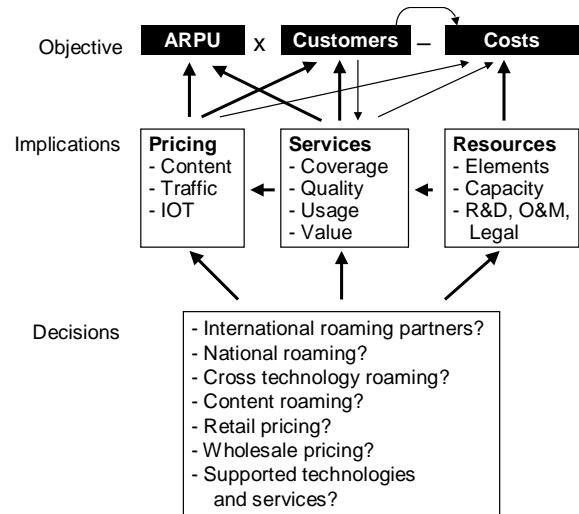 Objective ARPU x Customers – Costs
Implications
Pricing
- Content
- Traffic
- IOT
Services
- Coverage
- Quality
- Usage
- Value
Resources
- Elements
- Capacity
- R&D, O&M,
Legal
Decisions
- International roaming partners?
- National roaming?
- Cross technology roaming?
- Content roaming?
- Retail pricing?
- Wholesale pricing?
- Supported technologies
and services?